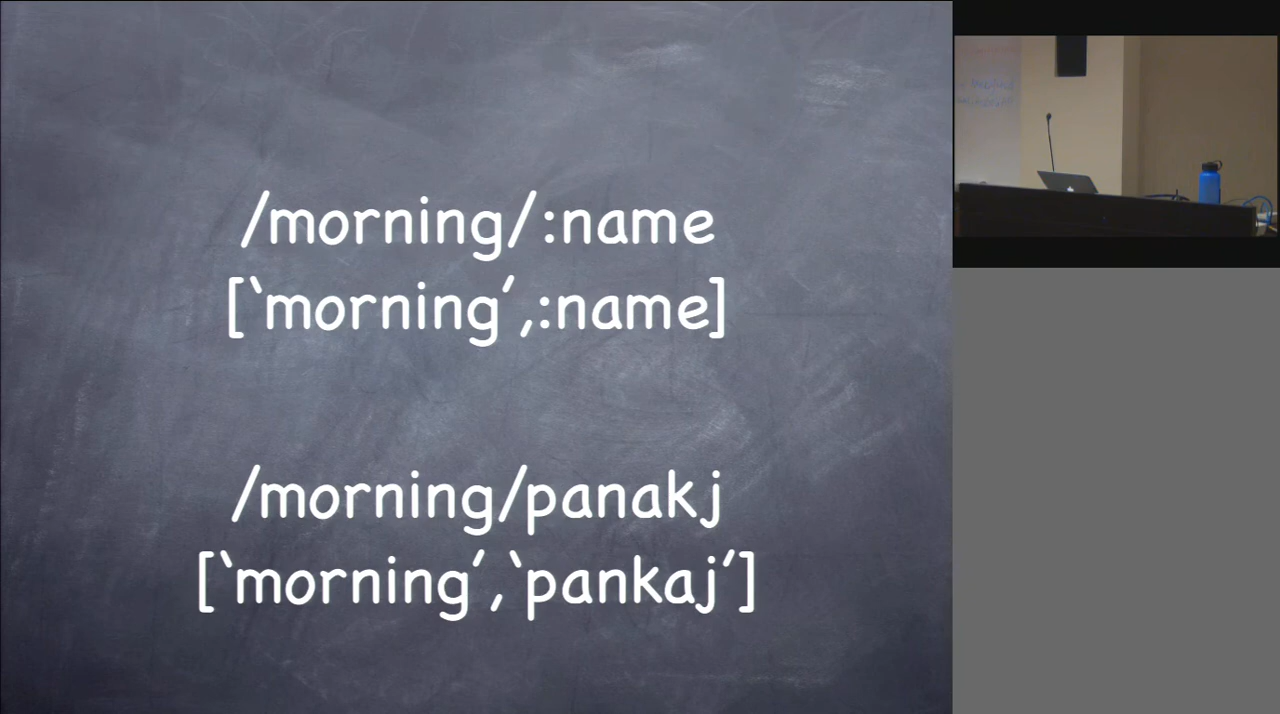 /morning/:name
[‘morning’,:name]
/morning/panakj
[‘morning’,‘pankaj’]